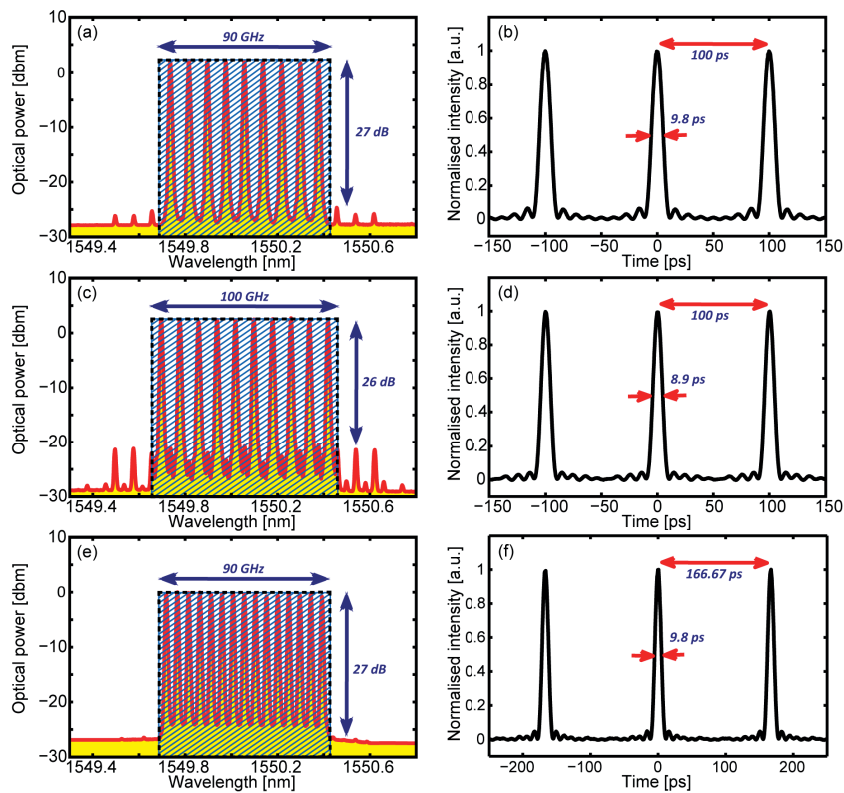 (a)
90 GHz
27 dB
10
0
−10
−20
−30
Optical power [dbm]
1549.4 1549.8 1550.2 1550.6
Wavelength [nm]
(b)
100 ps
9.8 ps
1
0.8
0.6
0.4
0.2
0
Normalised intensity [a.u.]
−150 −100 −50 0 50 100 150
Time [ps]
(c)
100 GHz
26 dB
10
0
−10
−20
−30
Optical power [dbm]
1549.4 1549.8 1550.2 1550.6
Wavelength [nm]
(d)
100 ps
8.9 ps
1
0.8
0.6
0.4
0.2
0
Normalised intensity [a.u.]
−150 −100 −50 0 50 100 150
Time [ps]
(e)
90 GHz
27 dB
10
0
−10
−20
−30
Optical power [dbm]
1549.4 1549.8 1550.2 1550.6
Wavelength [nm]
(f)
166.67 ps
9.8 ps
1
0.8
0.6
0.4
0.2
0
Normalised intensity [a.u.]
−200 −100 0 100 200
Time [ps]